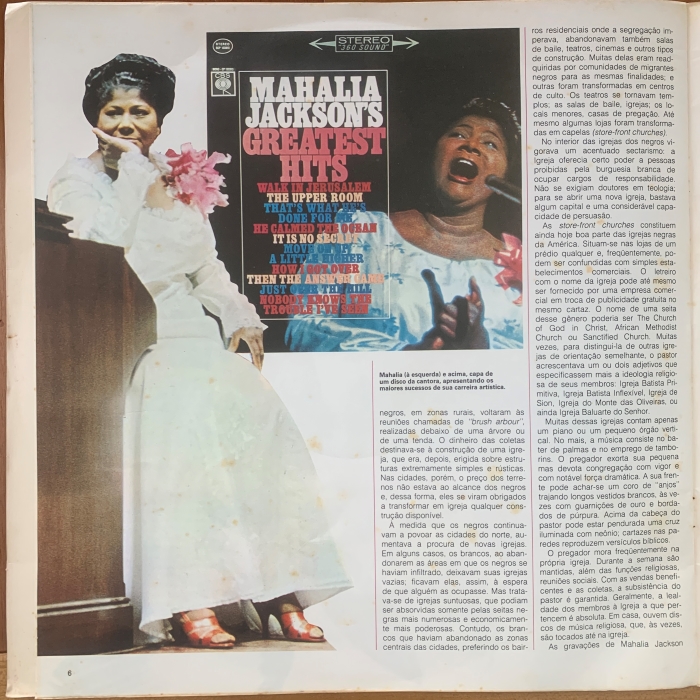 STEREO
"360 SOUND"
CBS
MAHALIA
JACKSON'S
GREATEST
HITS
WALK IN JERUSALEM
THE UPPER ROOM
THAT'S WHAT HE'S
DONE FOR ME
HE CALMED THE OCEAN
IT IS NO SECRET
MOVE ON UP
A LITTLE HIGHER
HOW I GOT OVER
THEN THE ANSWER CAME
JUST OVER THE HILL
NOBODY KNOWS THE
TROUBLE I'VE SEEN
Mahalia (à esquerda) e acima, capa de
um disco da cantora, apresentando os
maiores sucessos de sua carreira artística.
negros, em zonas rurais, voltaram às
reuniões chamadas de "brush arbour",
realizadas debaixo de uma árvore ou
de uma tenda. O dinheiro das coletas
destinava-se à construção de uma igre-
ja, que era, depois, erigida sobre estru-
turas extremamente simples e rústicas.
Nas cidades, porém, o preço dos terre-
nos não estava ao alcance dos negros
e, dessa forma, eles se viram obrigados
a transformar em igreja qualquer cons-
trução disponível.
À medida que os negros continua-
vam a povoar as cidades do norte, au-
mentava a procura de novas igrejas.
Em alguns casos, os brancos, ao aban-
donarem as áreas em que os negros se
haviam infiltrado, deixavam suas igrejas
vazias; ficavam elas, assim, à espera
de que alguém as ocupasse. Mas trata-
va-se de igrejas suntuosas, que podiam
ser absorvidas somente pelas seitas ne-
gras mais numerosas e economicamen-
te mais poderosas. Contudo, os bran-
cos que haviam abandonado as zonas
centrais das cidades, preferindo os bair-
ros residenciais onde a segregação im-
perava, abandonavam também salas
de baile, teatros, cinemas e outros tipos
de construção. Muitas delas eram read-
quiridas por comunidades de migrantes
negros para as mesmas finalidades; e
outras foram transformadas em centros
de culto. Os teatros se tornavam tem-
plos; as salas de baile, igrejas; os lo-
cais menores, casas de pregação. Até
mesmo algumas lojas foram transforma-
das em capelas (store-front churches).
No interior das igrejas dos negros vi-
gorava um acentuado sectarismo: a
Igreja oferecia certo poder a pessoas
proibidas pela burguesia branca de
ocupar cargos de responsabilidade.
Não se exigiam doutores em teologia;
para se abrir uma nova igreja, bastava
algum capital e uma considerável capa-
cidade de persuasão.
As store-front churches constituem
ainda hoje boa parte das igrejas negras
da América. Situam-se nas lojas de um
prédio qualquer e, freqüentemente, po-
dem ser confundidas com simples esta-
belecimentos comerciais. O letreiro
com o nome da igreja pode até mesmo
ser fornecido por uma empresa comer-
cial em troca de publicidade gratuita no
mesmo cartaz. O nome de uma seita
desse gênero poderia ser The Church
of God in Christ, African Methodist
Church ou Sanctified Church. Muitas
vezes, para distingui-la de outras igre-
jas de orientação semelhante, o pastor
acrescentava um ou dois adjetivos que
especificassem mais a ideologia religio-
sa de seus membros: Igreja Batista Pri-
mitiva, Igreja Batista Inflexível, Igreja de
Sion, Igreja do Monte das Oliveiras, ou
ainda Igreja Baluarte do Senhor.
Muitas dessas igrejas contam apenas
um piano ou um pequeno órgão verti-
cal. No mais, a música consiste no ba-
ter de palmas e no emprego de tambo-
rins. O pregador exorta sua pequena
mas devota congregação com vigor e
com notável força dramática. A sua fren-
te pode achar-se um coro de "anjos"
trajando longos vestidos brancos, às ve-
zes com guarnições de ouro e borda-
dos de púrpura. Acima da cabeça do
pastor pode estar pendurada uma cruz
iluminada com neônio; cartazes nas pa-
redes reproduzem versículos bíblicos.
O pregador mora freqüentemente na
própria igreja. Durante a semana são
mantidas, além das funções religiosas,
reuniões sociais. Com as vendas benefi-
centes e as coletas, a subsistência do
pastor é garantida. Geralmente, a leal-
dade dos membros à Igreja a que per-
tencem é absoluta. Em casa, ouvem dis-
cos de música religiosa, que, às vezes,
são tocados até na igreja.
As gravações de Mahalia Jackson
6